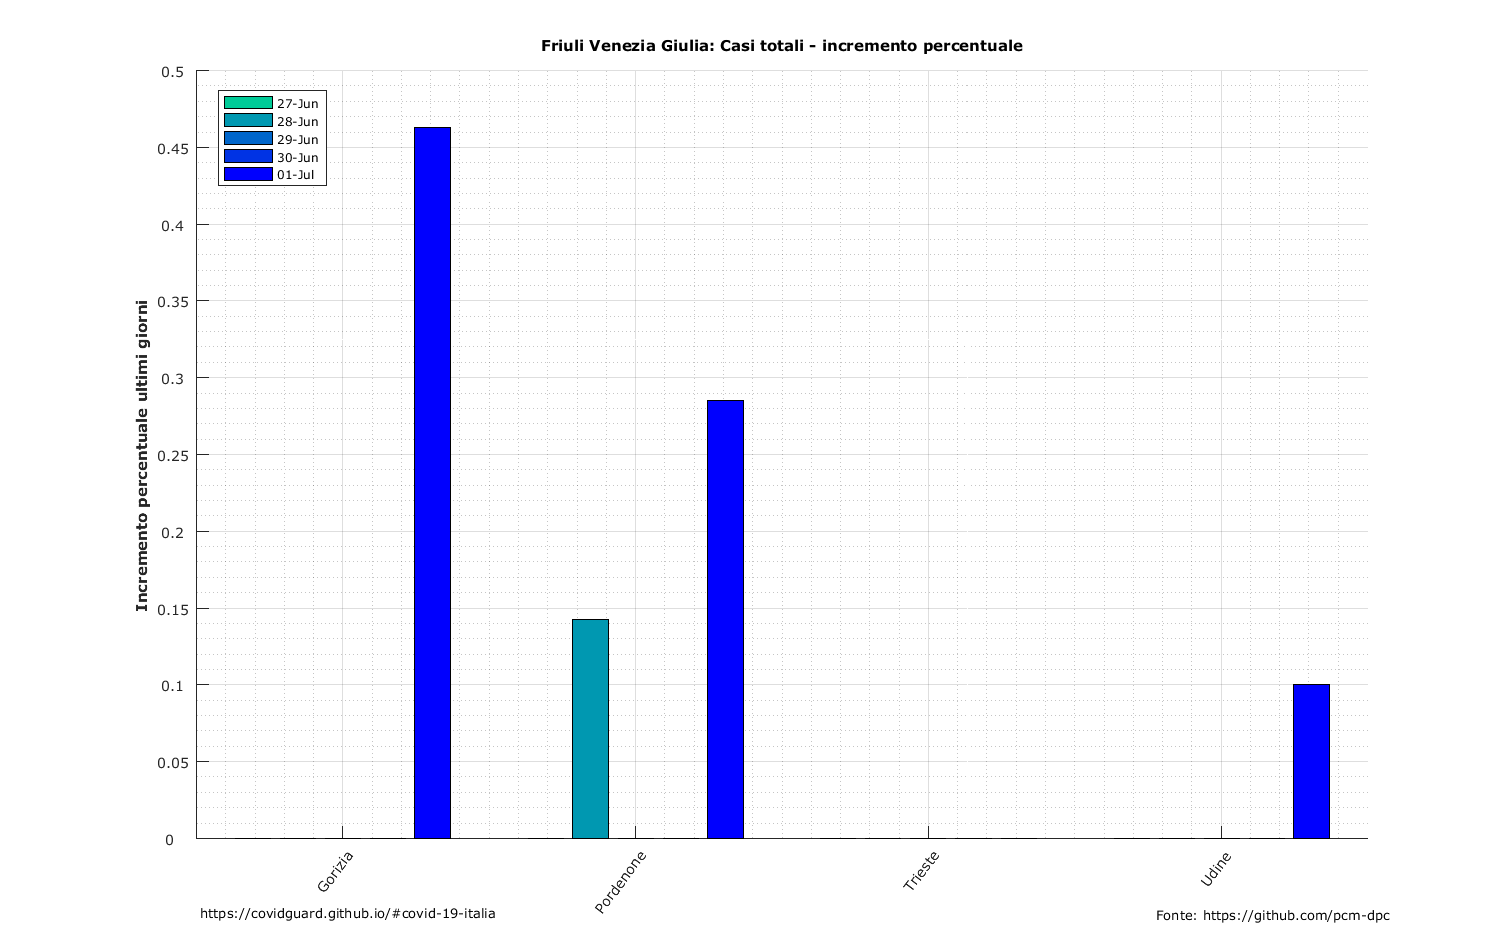 Friuli Venezia Giulia: Casi totali - incremento percentuale
0.5
0.45
0.4
0.35
0.3
0.25
0.2
0.15
0.1
0.05
0
27-Jun
28-Jun
29-Jun
30-Jun
01-Jul
Incremento percentuale ultimi giorni
Gorizia
Pordenone
Trieste
Udine
https://covidguard.github.io/#covid-19-italia
Fonte: https://github.com/pcm-dpc